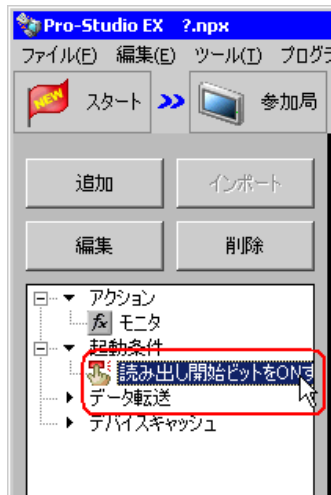 Pro-Studio EX ?.npx
ファイル(F) 編集(E) ツール(T) プログラ
NEW スタート 参加局
追加 インポート
編集 削除
アクション
fx モニタ
起動条件
読み出し開始ビットをONす
データ転送
デバイスキャッシュ